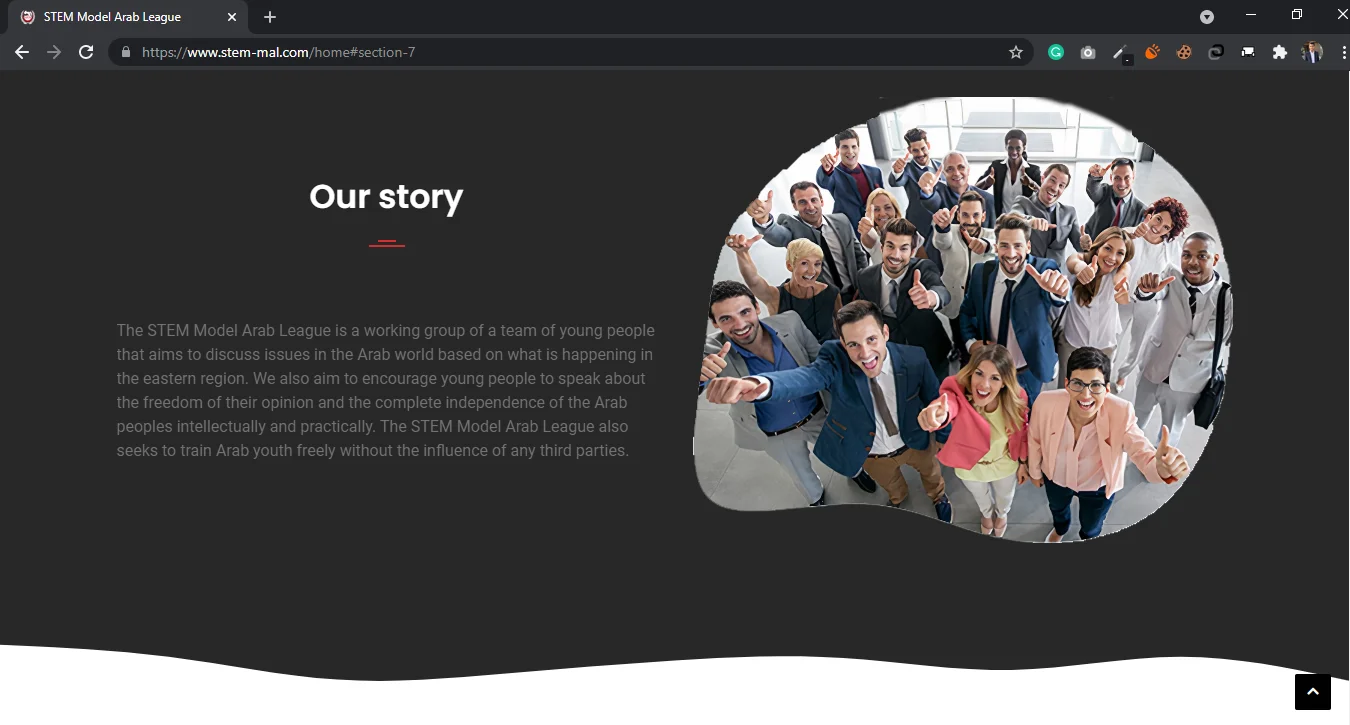 STEM Model Arab League
https://www.stem-mal.com/home#section-7
Our story
The STEM Model Arab League is a working group of a team of young people
that aims to discuss issues in the Arab world based on what is happening in
the eastern region. We also aim to encourage young people to speak about
the freedom of their opinion and the complete independence of the Arab
peoples intellectually and practically. The STEM Model Arab League also
seeks to train Arab youth freely without the influence of any third parties.